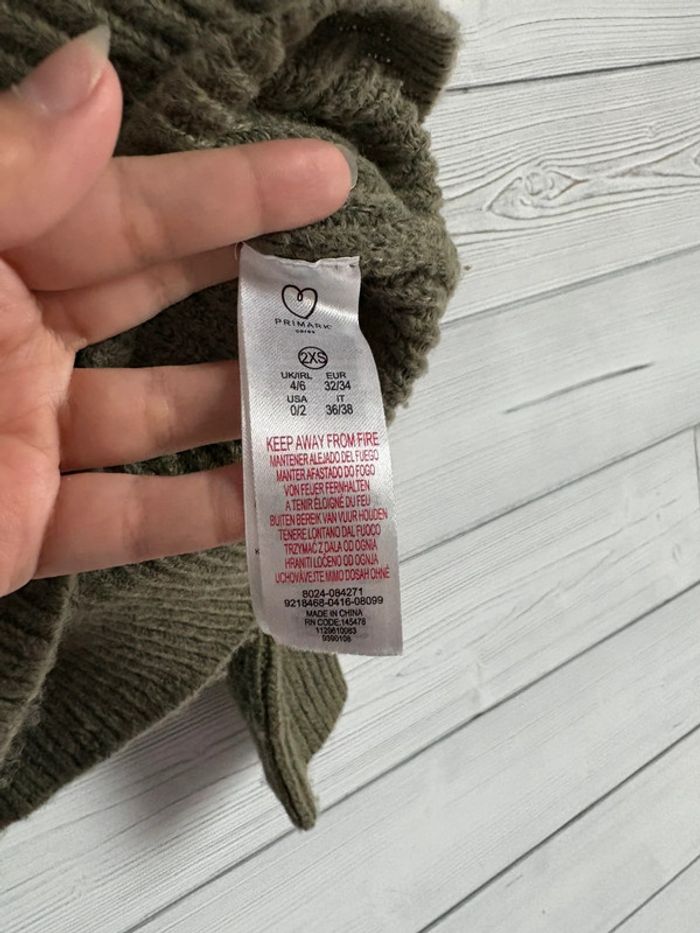 PRIMARK
cares
2XS
UK/IRL EUR
4/6 32/34
USA IT
0/2 36/38
KEEP AWAY FROM FIRE
MANTENER ALEJADO DEL FUEGO
MANTER AFASTADO DO FOGO
VON FEUER FERNHALTEN
A TENIR ÉLOIGNÉ DU FEU
BUITEN BEREIK VAN VUUR HOUDEN
TENERE LONTANO DAL FUOCO
TRZYMAĆ Z DALA OD OGNIA
HRANITI LOČENO OD OGNJA
UCHOVÁVEJTE MIMO DOSAH OHNĚ
8024-084271
9218468-0416-08099
MADE IN CHINA
RN CODE:145478
1129610083
9390108